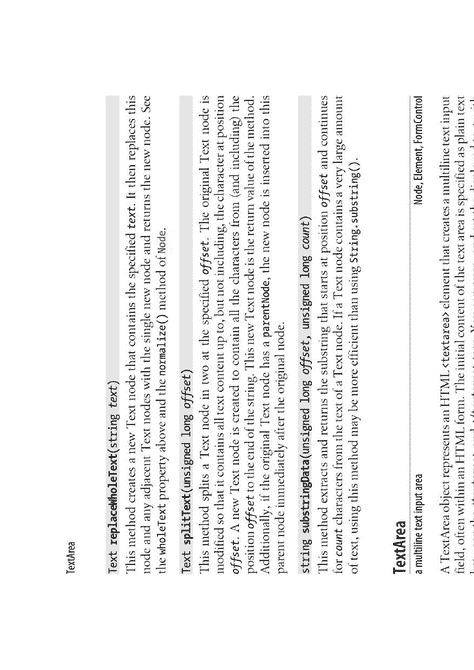 TextArea
Text replaceWholeText(string text)
This method creates a new Text node that contains the specified text. It then replaces this
node and any adjacent Text nodes with the single new node and returns the new node. See
the wholeText property above and the normalize() method of Node.
Text splitText(unsigned long offset)
This method splits a Text node in two at the specified offset. The original Text node is
modified so that it contains all text content up to, but not including, the character at position
offset. A new Text node is created to contain all the characters from (and including) the
position offset to the end of the string. This new Text node is the return value of the method.
Additionally, if the original Text node has a parentNode, the new node is inserted into this
parent node immediately after the original node.
string substringData(unsigned long offset, unsigned long count)
This method extracts and returns the substring that starts at position offset and continues
for count characters from the text of a Text node. If a Text node contains a very large amount
of text, using this method may be more efficient than using String.substring().
TextArea
a multiline text input area Node, Element, FormControl
A TextArea object represents an HTML <textarea> element that creates a multiline text input
field, often within an HTML form. The initial content of the text area is specified as plain text